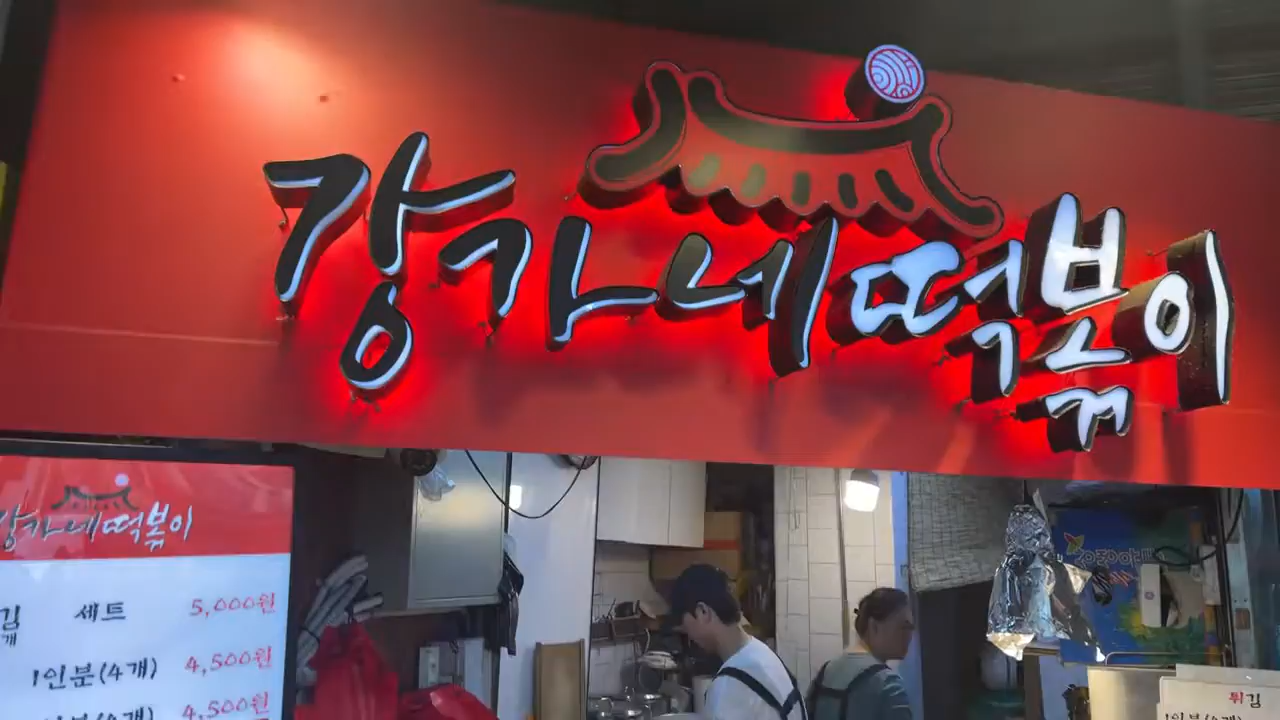 강가네떡볶이
강가네떡볶이
김 세트 5,000원
개
1인분(4개) 4,500원
4,500원
튀김